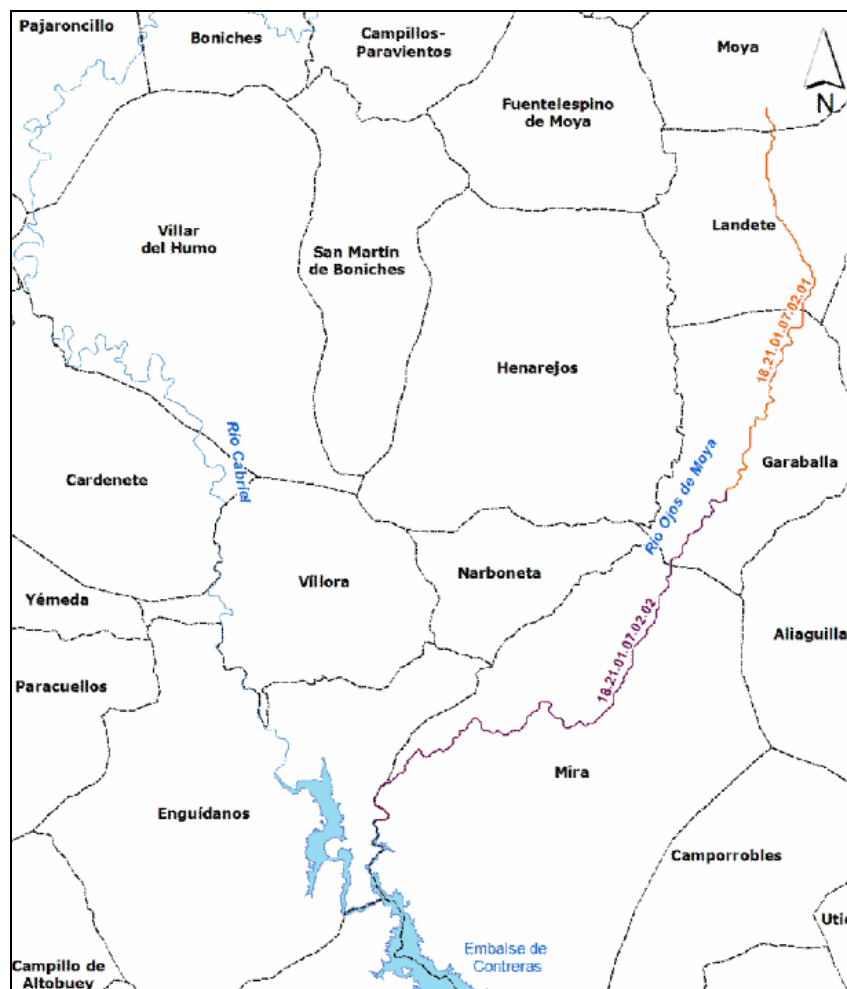 Pajaroncillo
Boniches
Campillos-
Paravientos
Moya
N
Fuentelespino
de Moya
Landete
Villar
del Humo
San Martín
de Boniches
18.21.01.07.02.01
Henarejos
Río Cabriel
Garaballa
Cardenete
Río Ojos de Moya
Víllora
Narboneta
Yémeda
18.21.01.07.02.02
Aliaguilla
Paracuellos
Mira
Enguídanos
Camporrobles
Utie
Embalse de
Contreras
Campillo de
Altobuey